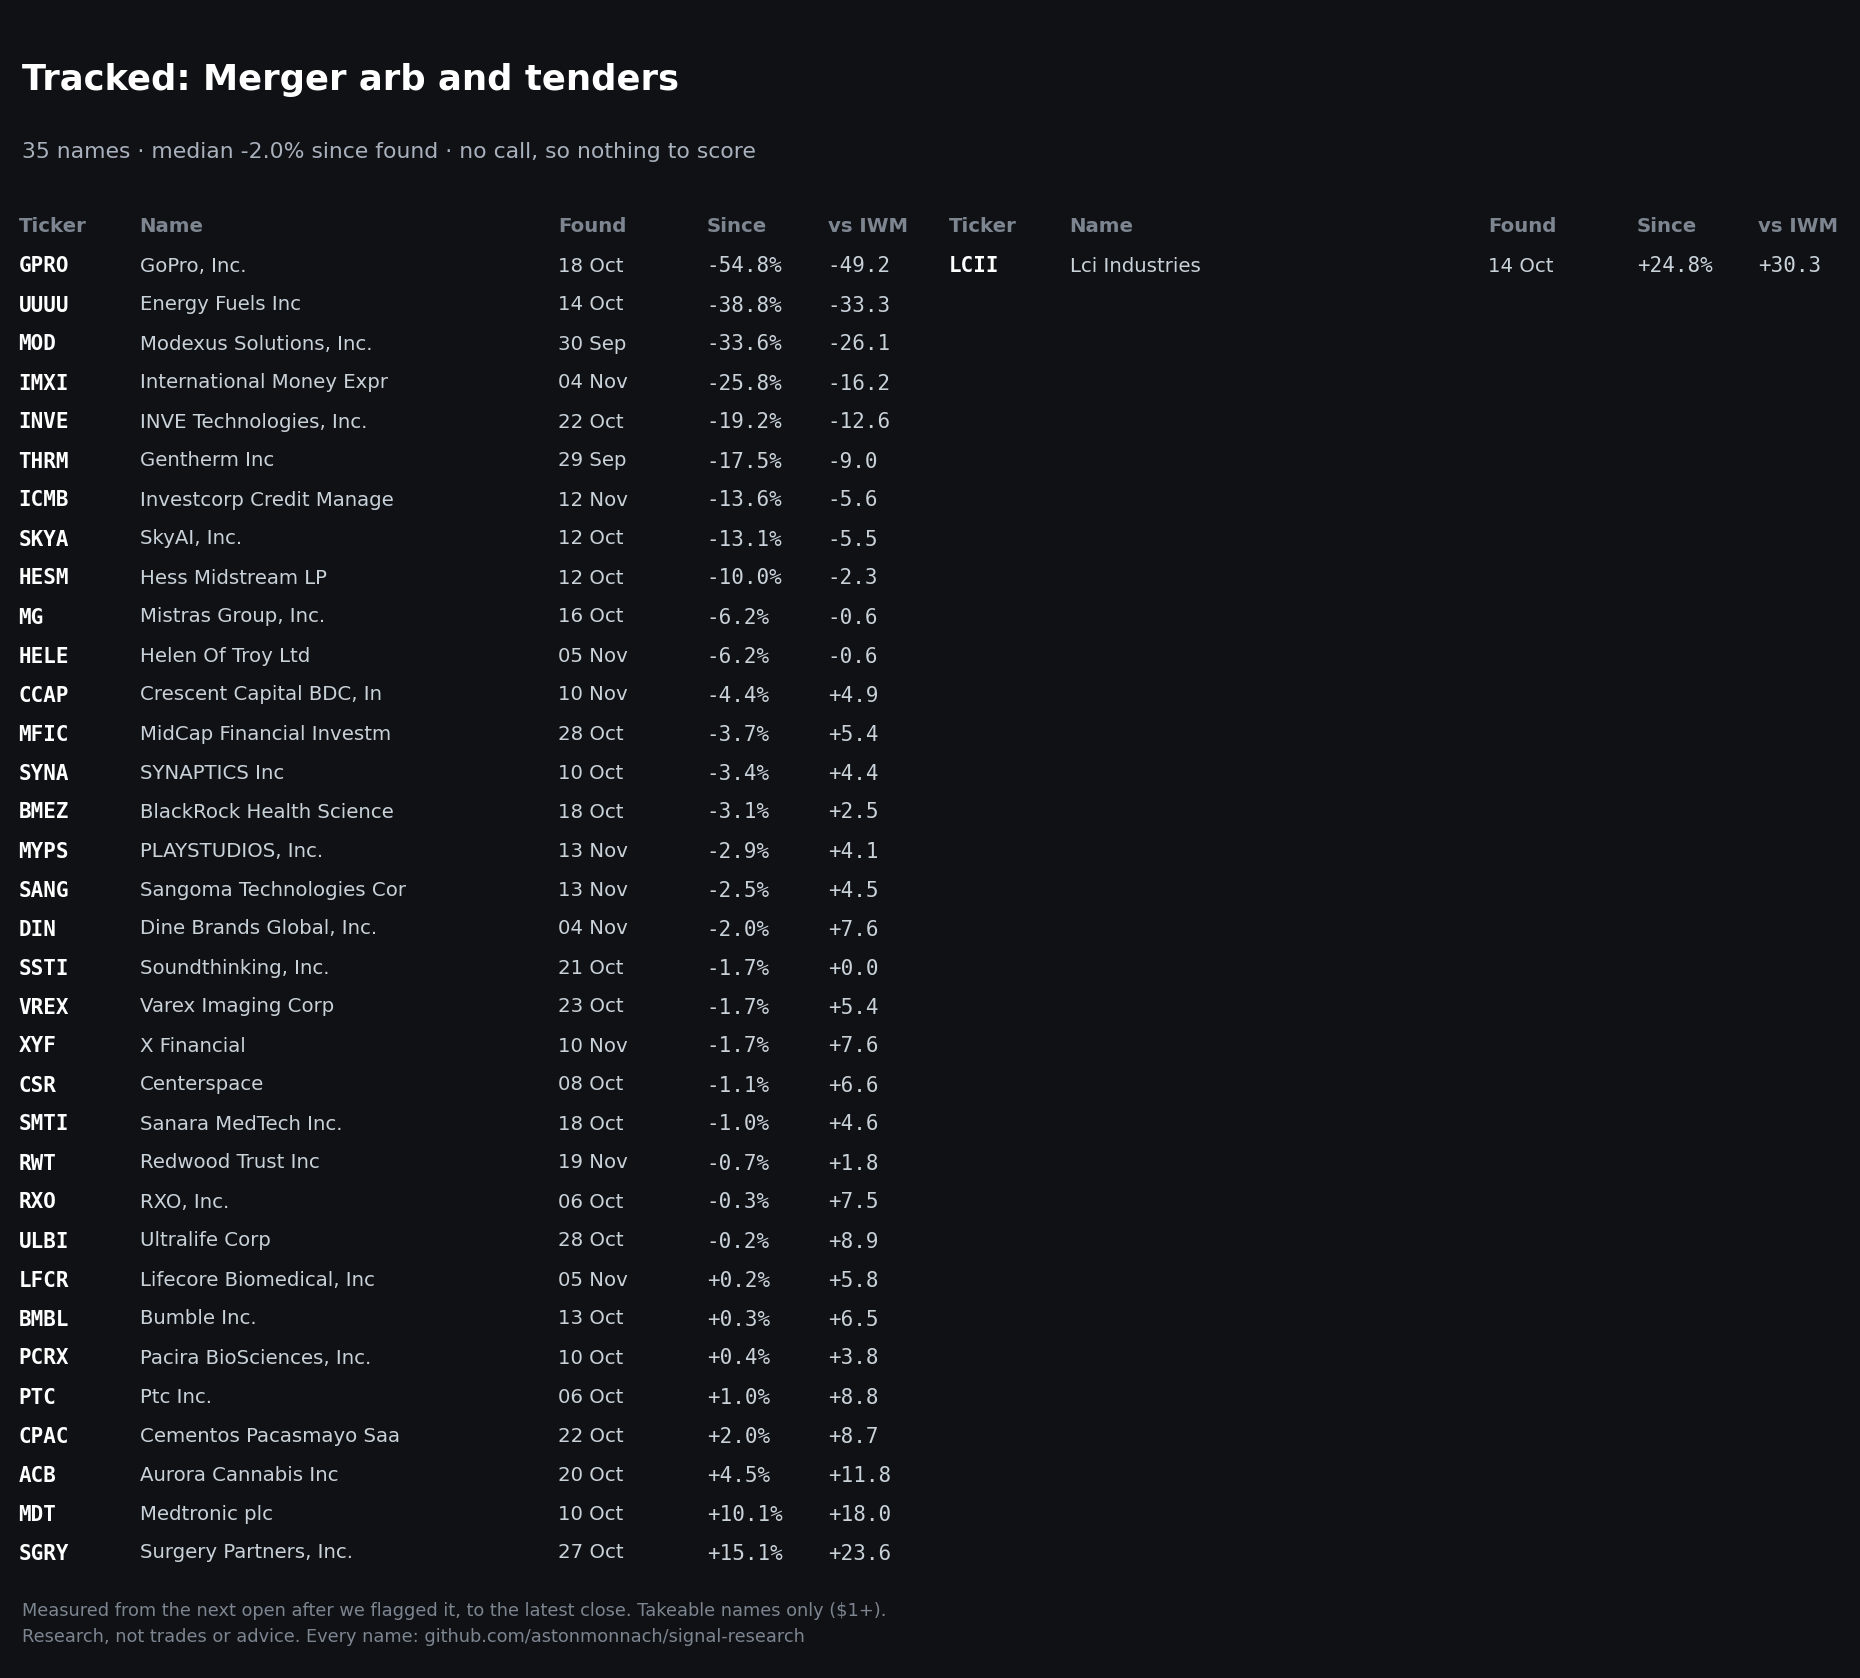 Tracked: Merger arb and tenders
35 names · median -2.0% since found · no call, so nothing to score
Ticker Name Found Since vs IWM Ticker Name Found Since vs IWM
GPRO GoPro, Inc. 18 Oct -54.8% -49.2 LCII Lci Industries 14 Oct +24.8% +30.3
UUUU Energy Fuels Inc 14 Oct -38.8% -33.3
MOD Modexus Solutions, Inc. 30 Sep -33.6% -26.1
IMXI International Money Expr 04 Nov -25.8% -16.2
INVE INVE Technologies, Inc. 22 Oct -19.2% -12.6
THRM Gentherm Inc 29 Sep -17.5% -9.0
ICMB Investcorp Credit Manage 12 Nov -13.6% -5.6
SKYA SkyAI, Inc. 12 Oct -13.1% -5.5
HESM Hess Midstream LP 12 Oct -10.0% -2.3
MG Mistras Group, Inc. 16 Oct -6.2% -0.6
HELE Helen Of Troy Ltd 05 Nov -6.2% -0.6
CCAP Crescent Capital BDC, In 10 Nov -4.4% +4.9
MFIC MidCap Financial Investm 28 Oct -3.7% +5.4
SYNA SYNAPTICS Inc 10 Oct -3.4% +4.4
BMEZ BlackRock Health Science 18 Oct -3.1% +2.5
MYPS PLAYSTUDIOS, Inc. 13 Nov -2.9% +4.1
SANG Sangoma Technologies Cor 13 Nov -2.5% +4.5
DIN Dine Brands Global, Inc. 04 Nov -2.0% +7.6
SSTI Soundthinking, Inc. 21 Oct -1.7% +0.0
VREX Varex Imaging Corp 23 Oct -1.7% +5.4
XYF X Financial 10 Nov -1.7% +7.6
CSR Centerspace 08 Oct -1.1% +6.6
SMTI Sanara MedTech Inc. 18 Oct -1.0% +4.6
RWT Redwood Trust Inc 19 Nov -0.7% +1.8
RXO RXO, Inc. 06 Oct -0.3% +7.5
ULBI Ultralife Corp 28 Oct -0.2% +8.9
LFCR Lifecore Biomedical, Inc 05 Nov +0.2% +5.8
BMBL Bumble Inc. 13 Oct +0.3% +6.5
PCRX Pacira BioSciences, Inc. 10 Oct +0.4% +3.8
PTC Ptc Inc. 06 Oct +1.0% +8.8
CPAC Cementos Pacasmayo Saa 22 Oct +2.0% +8.7
ACB Aurora Cannabis Inc 20 Oct +4.5% +11.8
MDT Medtronic plc 10 Oct +10.1% +18.0
SGRY Surgery Partners, Inc. 27 Oct +15.1% +23.6
Measured from the next open after we flagged it, to the latest close. Takeable names only ($1+).
Research, not trades or advice. Every name: github.com/astonmonnach/signal-research